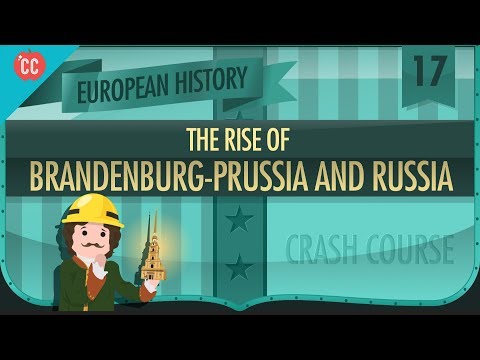 CC
EUROPEAN HISTORY
17
THE RISE OF
BRANDENBURG-PRUSSIA AND RUSSIA
CRASH COURSE